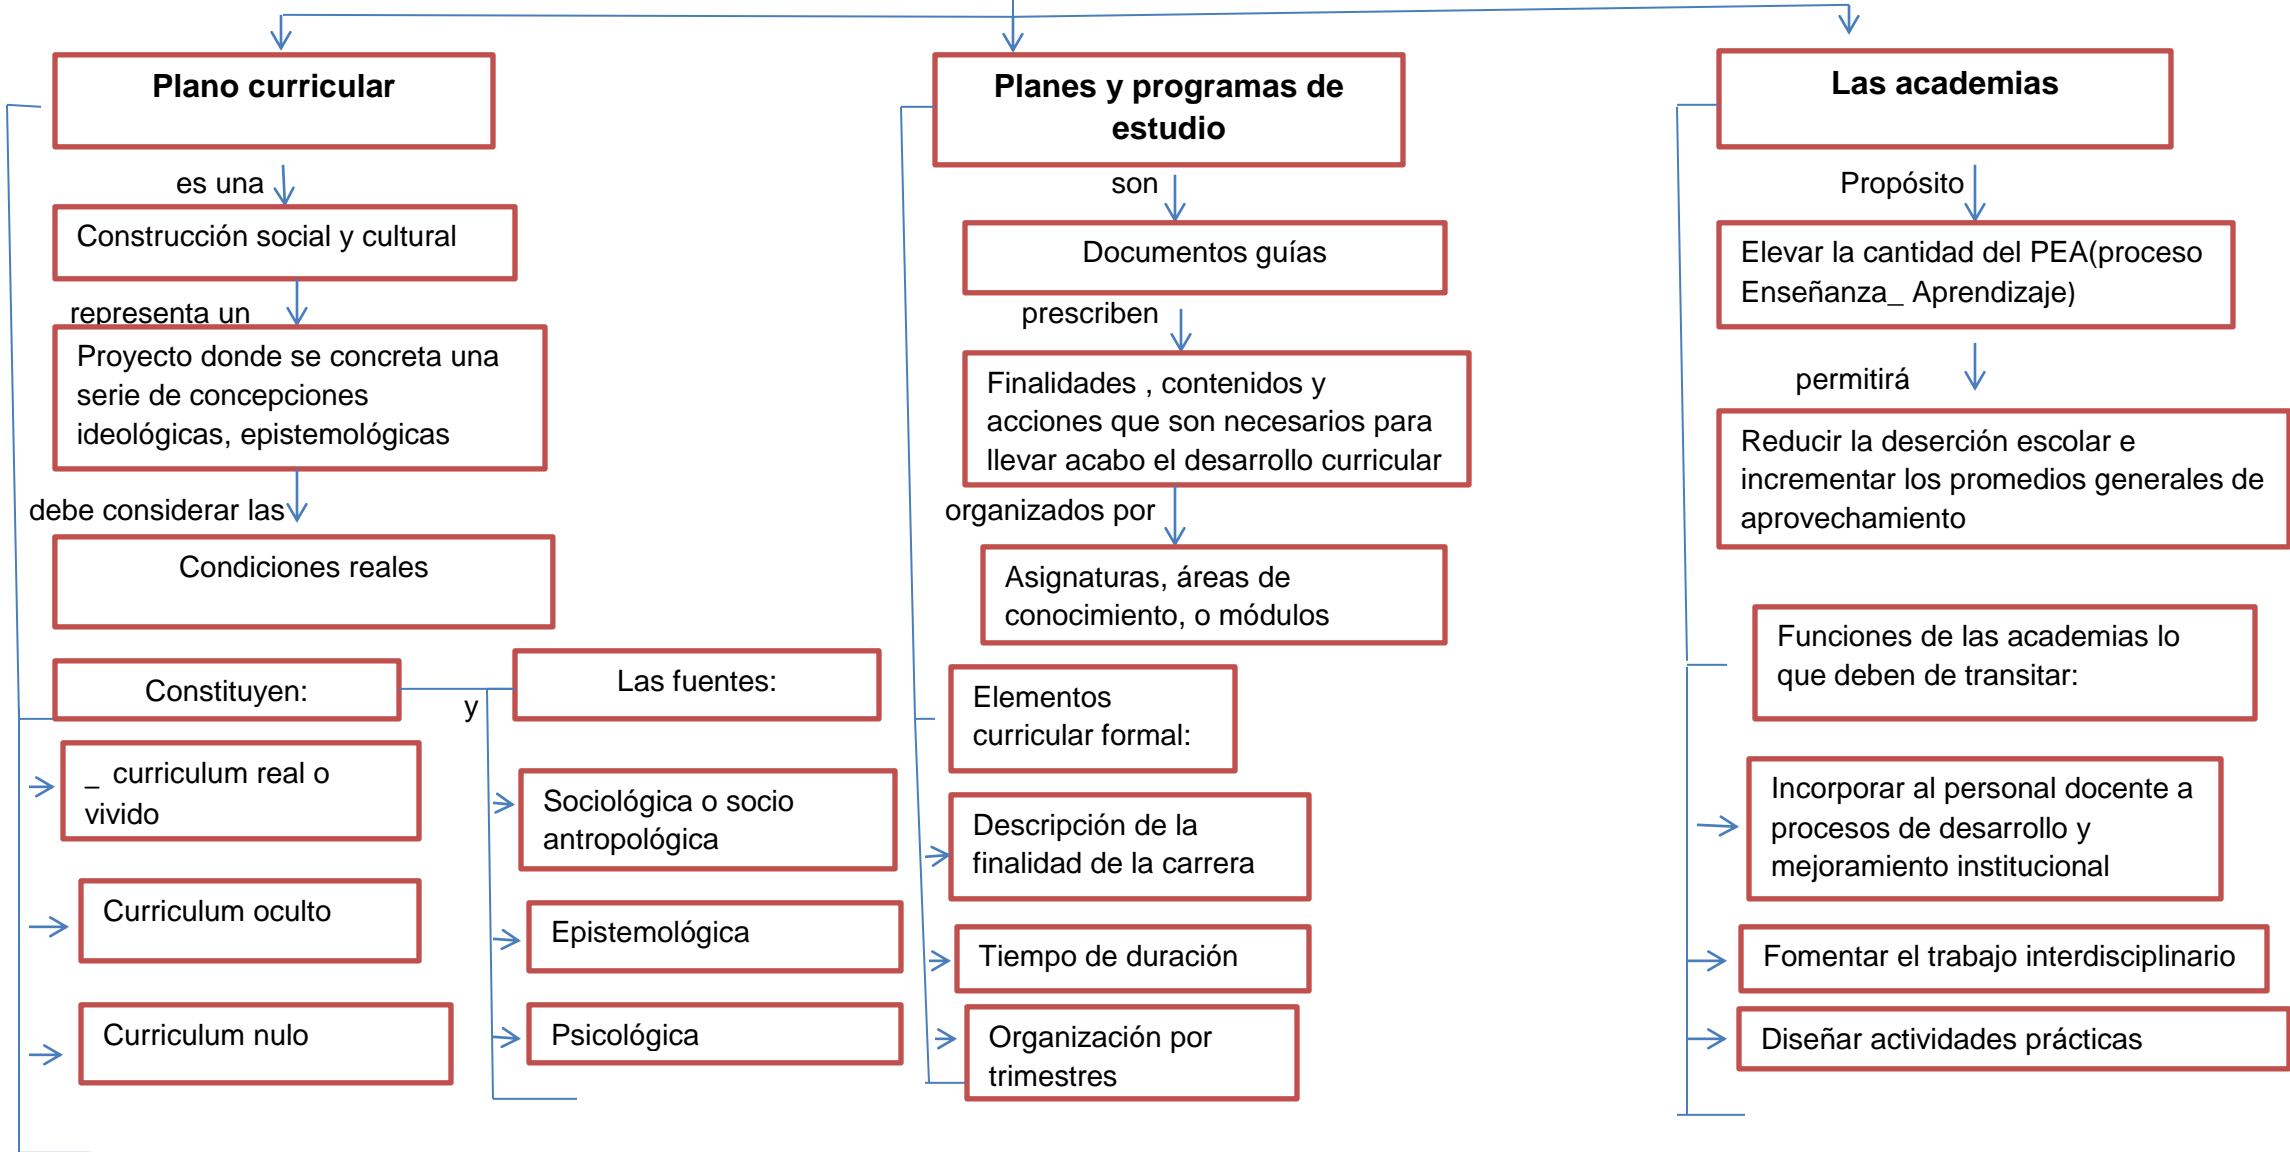 Plano curricular
es una
Construcción social y cultural
representa un
Proyecto donde se concreta una
serie de concepciones
ideológicas, epistemológicas
debe considerar las
Condiciones reales
Constituyen:
y
Las fuentes:
_ curriculum real o
vivido
Curriculum oculto
Curriculum nulo
Sociológica o socio
antropológica
Epistemológica
Psicológica
Planes y programas de
estudio
son
Documentos guías
prescriben
Finalidades , contenidos y
acciones que son necesarios para
llevar acabo el desarrollo curricular
organizados por
Asignaturas, áreas de
conocimiento, o módulos
Elementos
curricular formal:
Descripción de la
finalidad de la carrera
Tiempo de duración
Organización por
trimestres
Las academias
Propósito
Elevar la cantidad del PEA(proceso
Enseñanza_ Aprendizaje)
permitirá
Reducir la deserción escolar e
incrementar los promedios generales de
aprovechamiento
Funciones de las academias lo
que deben de transitar:
Incorporar al personal docente a
procesos de desarrollo y
mejoramiento institucional
Fomentar el trabajo interdisciplinario
Diseñar actividades prácticas